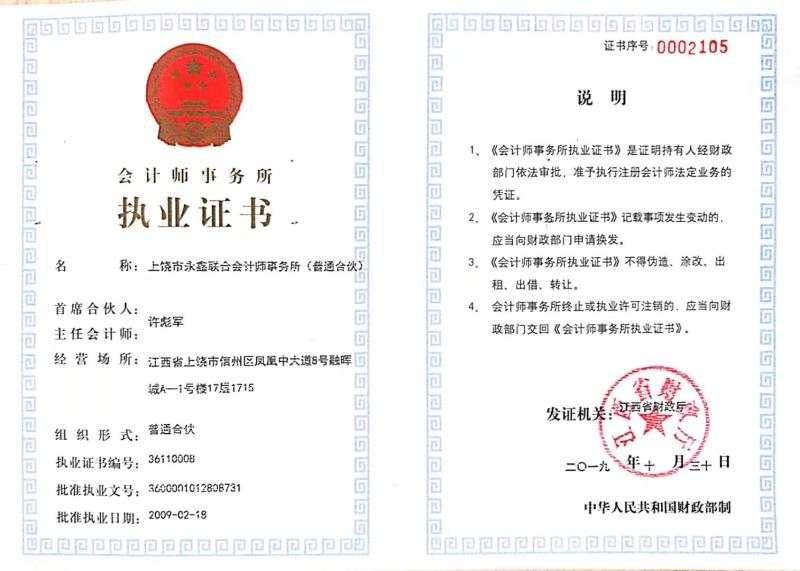 会计师事务所
执业证书
名 称：上饶市永鑫联合会计师事务所（普通合伙）
首席合伙人：
主任会计师：许彪军
经营场所：江西省上饶市信州区凤凰中大道8号融晖
城A—1号楼17层1715
组织形式：普通合伙
执业证书编号：36110008
批准执业文号：3600001012808731
批准执业日期：2009-02-18
证书序号：0002105
说 明
1、《会计师事务所执业证书》是证明持有人经财政
部门依法审批，准予执行注册会计师法定业务的
凭证。
2、《会计师事务所执业证书》记载事项发生变动的，
应当向财政部门申请换发。
3、《会计师事务所执业证书》不得伪造、涂改、出
租、出借、转让。
4、会计师事务所终止或执业许可注销的，应当向财
政部门交回《会计师事务所执业证书》。
江西省财政厅
发证机关：江西省财政厅
二〇一九年十月三十日
中华人民共和国财政部制